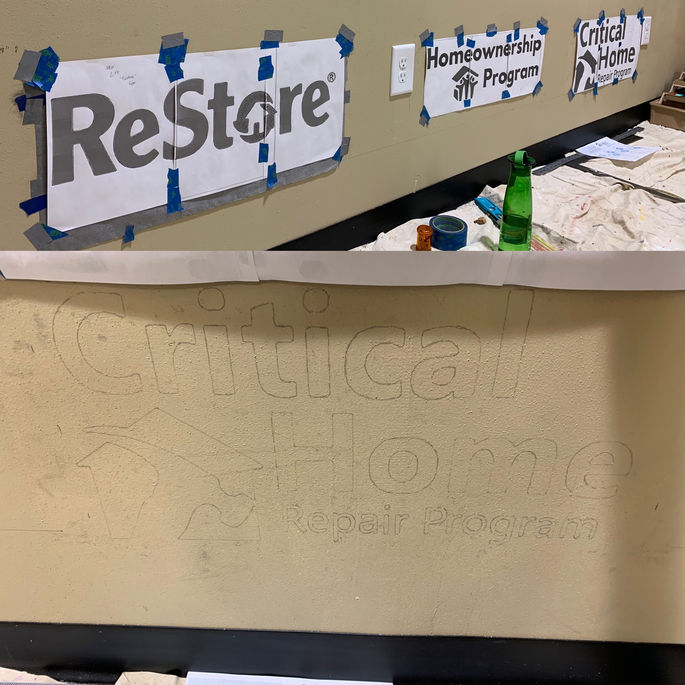 ReStore®
Homeownership
Program
Critical
Home
Repair Program
Critical
Home
Repair Program